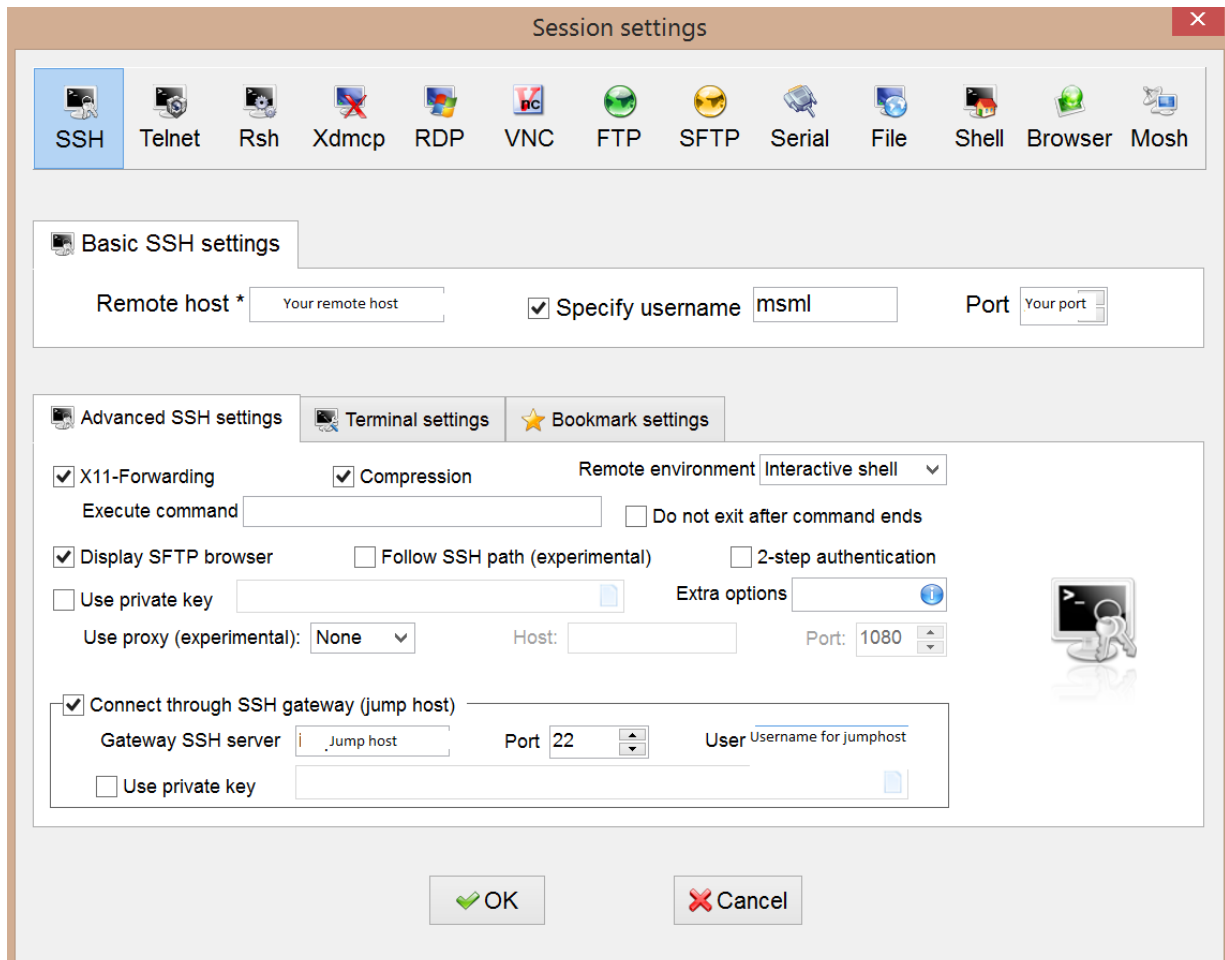 Session settings
SSH Telnet Rsh Xdmcp RDP VNC FTP SFTP Serial File Shell Browser Mosh
Basic SSH settings
Remote host * Your remote host Specify username msml Port Your port
Advanced SSH settings Terminal settings Bookmark settings
X11-Forwarding Compression Remote environment Interactive shell
Execute command Do not exit after command ends
Display SFTP browser Follow SSH path (experimental) 2-step authentication
Use private key Extra options
Use proxy (experimental): None Host: Port: 1080
Connect through SSH gateway (jump host)
Gateway SSH server Jump host Port 22 User Username for jumphost
Use private key
OK Cancel